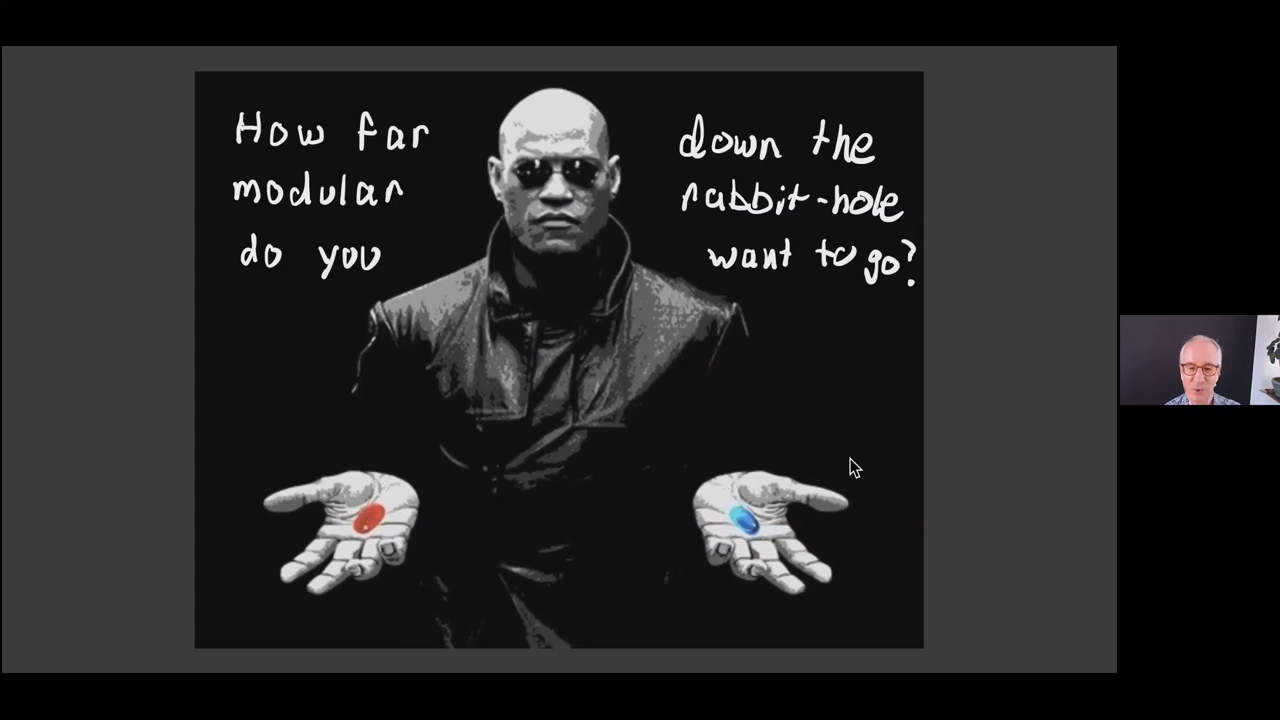 How far
modular
do you
down the
rabbit-hole
want to go?